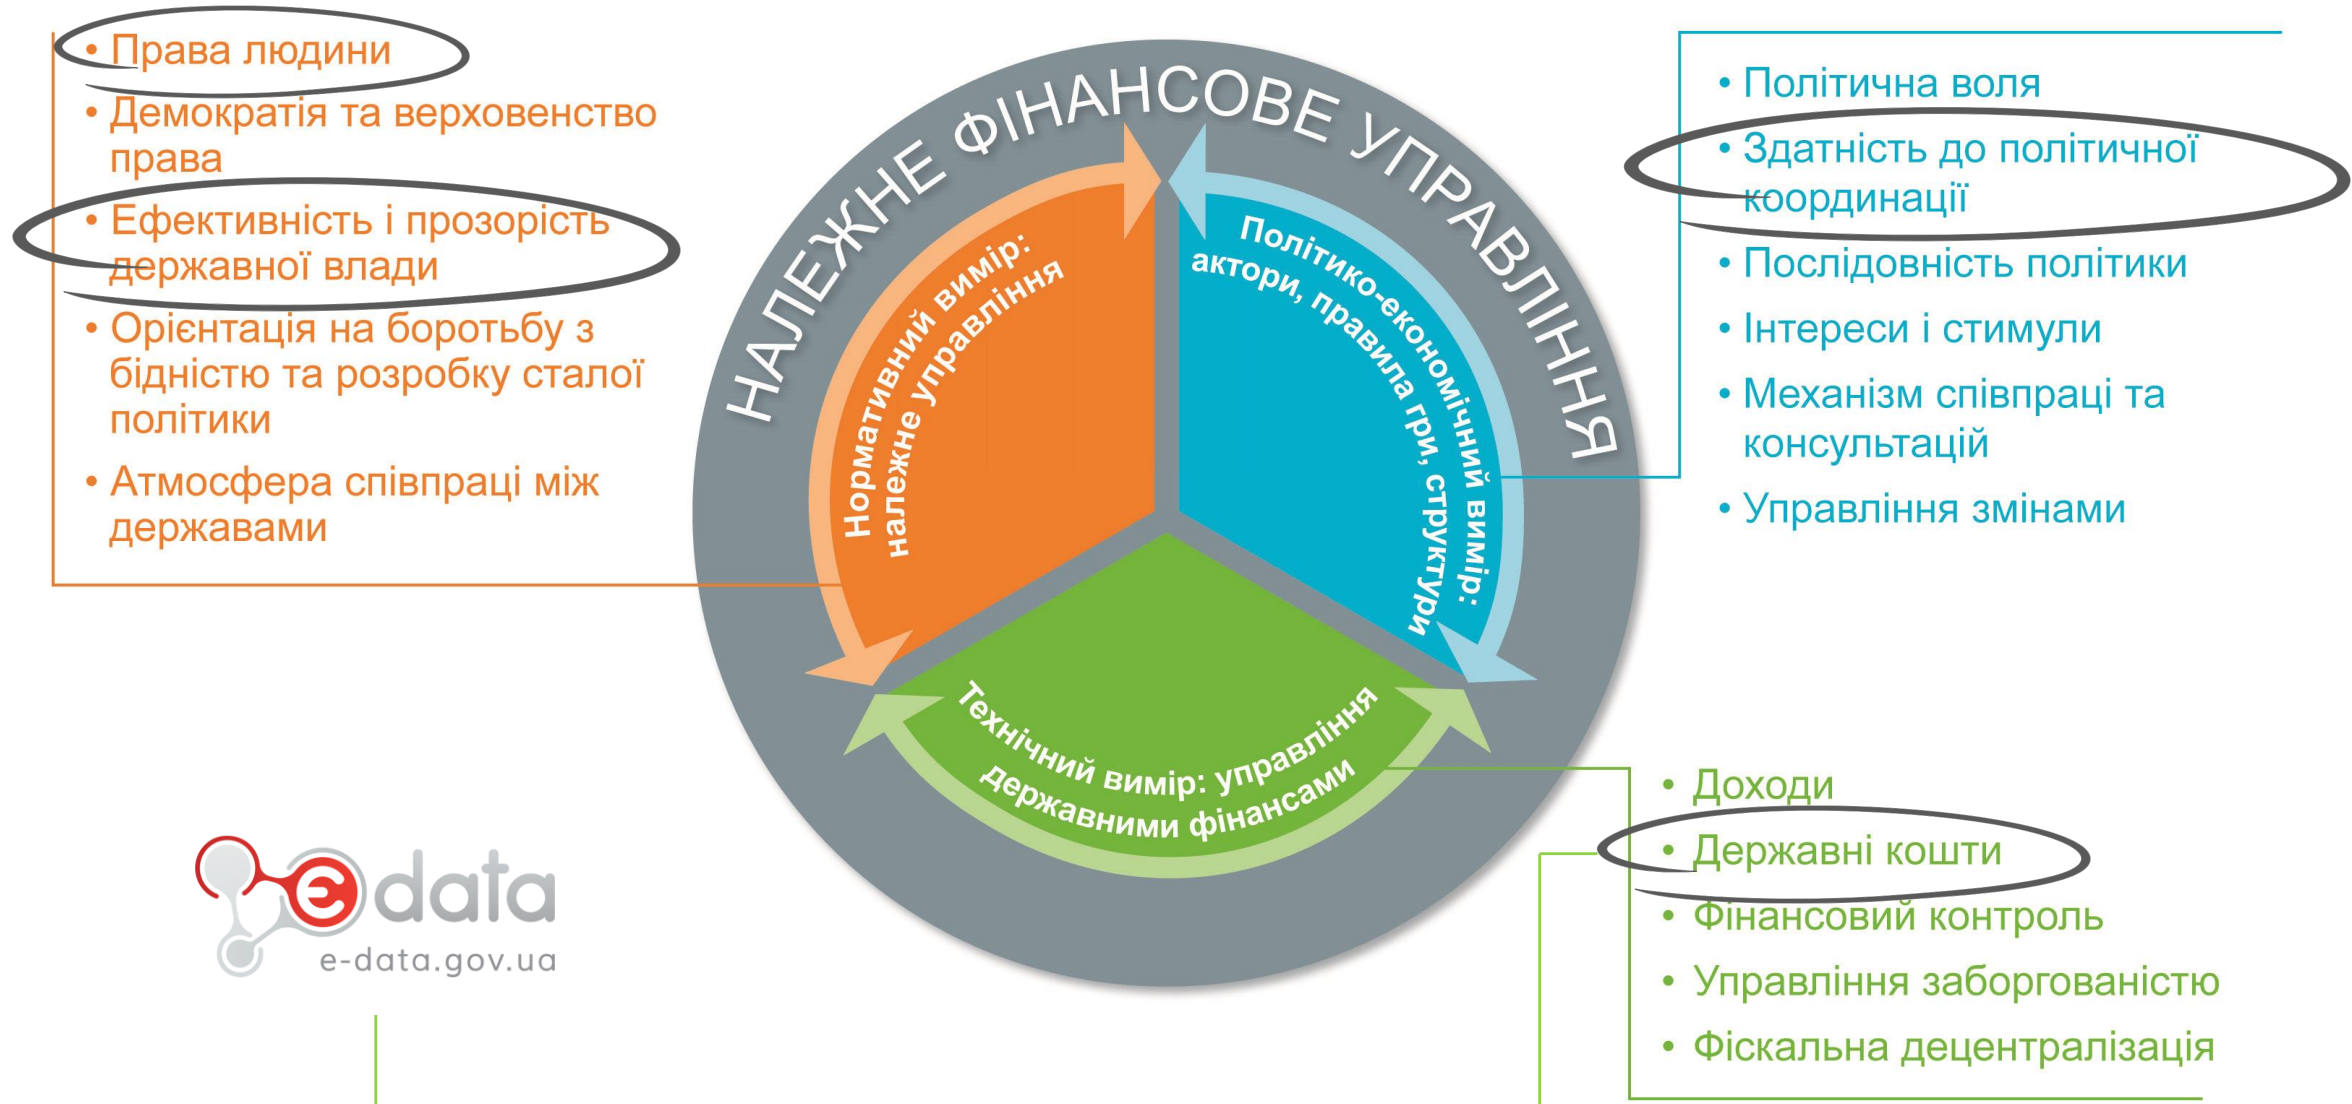 • Права людини
• Демократія та верховенство
права
• Ефективність і прозорість
державної влади
• Орієнтація на боротьбу з
бідністю та розробку сталої
політики
• Атмосфера співпраці між
державами
НАЛЕЖНЕ ФІНАНСОВЕ УПРАВЛІННЯ
Нормативний вимір:
належне управління
Політико-економічний вимір:
актори, правила гри, структури
Технічний вимір: управління
державними фінансами
• Політична воля
• Здатність до політичної
координації
• Послідовність політики
• Інтереси і стимули
• Механізм співпраці та
консультацій
• Управління змінами
• Доходи
• Державні кошти
• Фінансовий контроль
• Управління заборгованістю
• Фіскальна децентралізація
є data
e-data.gov.ua